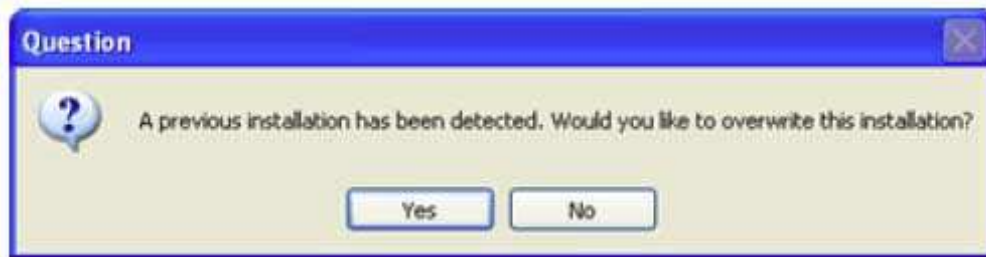 Question
A previous installation has been detected. Would you like to overwrite this installation?
Yes
No